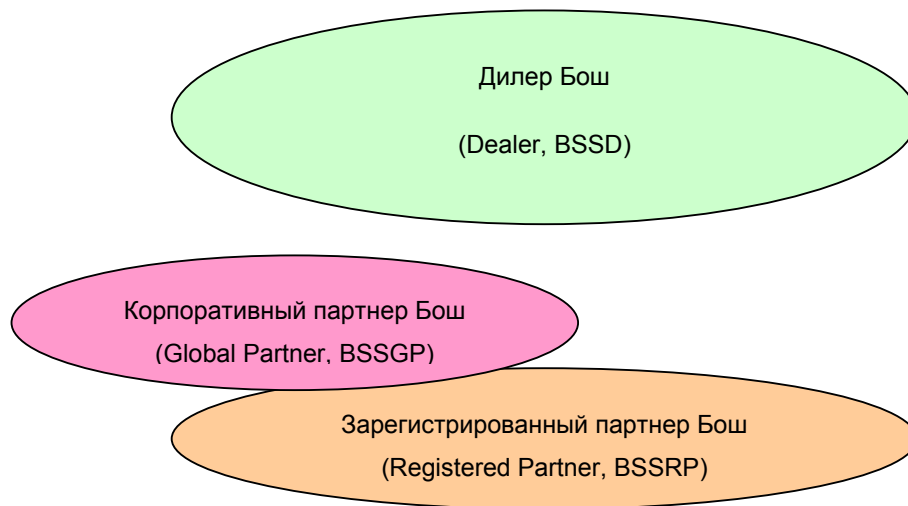 Дилер Бош
(Dealer, BSSD)
Корпоративный партнер Бош
(Global Partner, BSSGP)
Зарегистрированный партнер Бош
(Registered Partner, BSSRP)